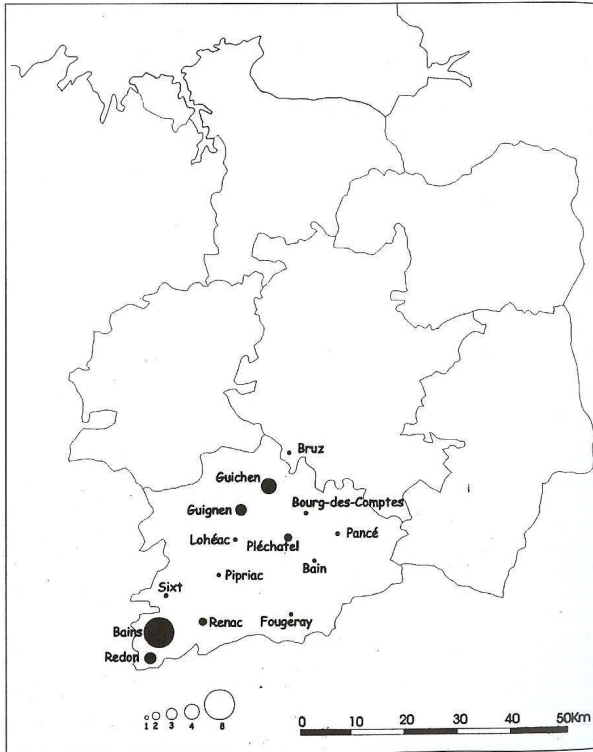 Bruz
Guichen
Bourg-des-Comptes
Guignen
Pancé
Lohéac
Pléchatel
Bain
Pipriac
Sixt
Fougeray
Renac
Bains
Redon
1 2 3 4 8
0 10 20 30 40 50Km